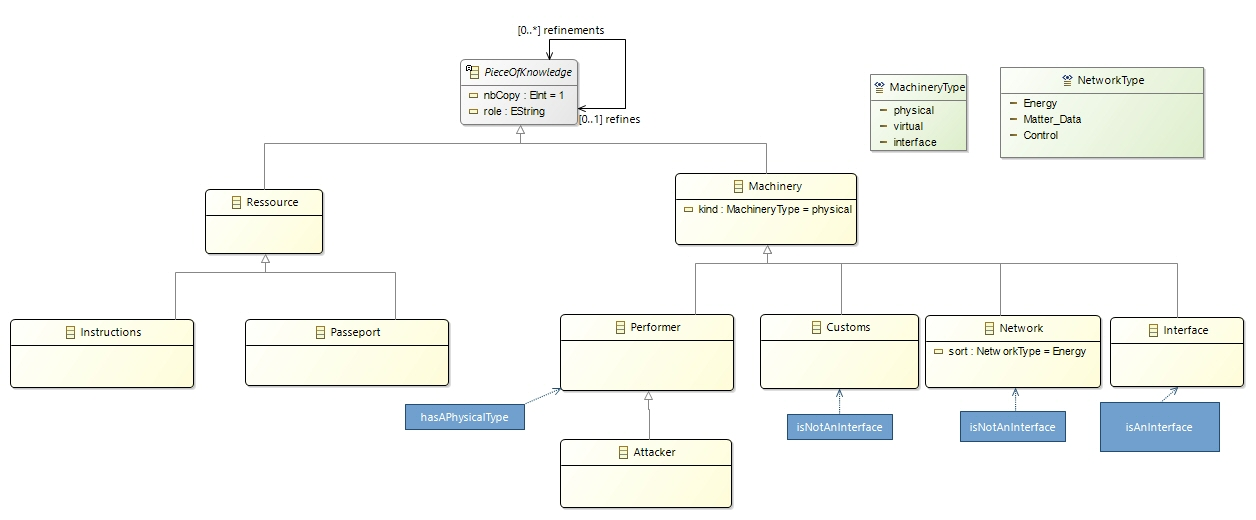 [0..*] refinements
PieceOfKnowledge
nbCopy : EInt = 1
role : EString
[0..1] refines
MachineryType
physical
virtual
interface
NetworkType
Energy
Matter_Data
Control
Ressource
Machinery
kind : MachineryType = physical
Instructions
Passeport
Performer
Customs
Network
sort : NetworkType = Energy
Interface
hasAPhysicalType
isNotAnInterface
isNotAnInterface
isAnInterface
Attacker